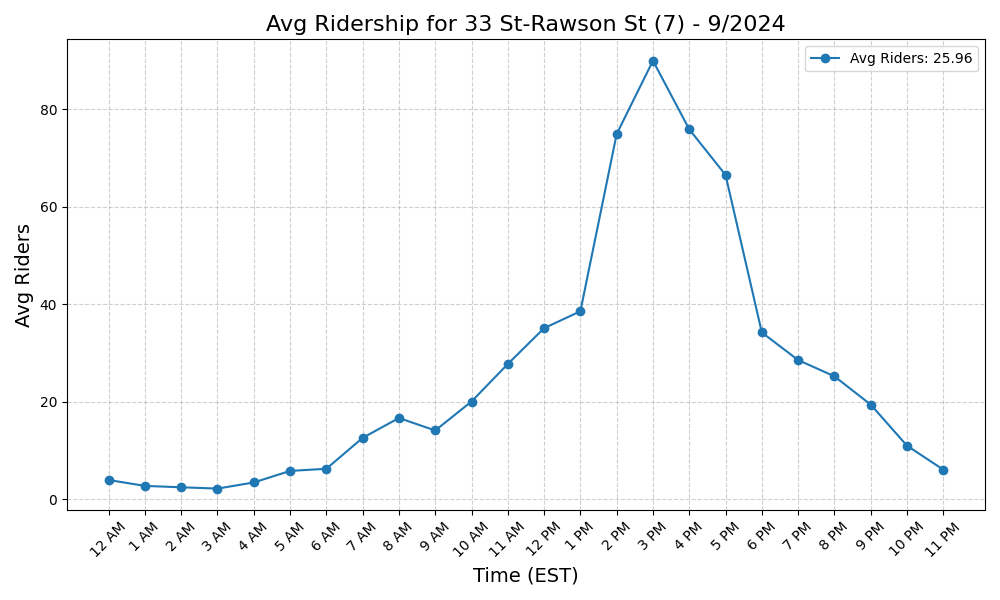 Avg Ridership for 33 St-Rawson St (7) - 9/2024
Avg Riders: 25.96
Avg Riders
80
60
40
20
0
12 AM
1 AM
2 AM
3 AM
4 AM
5 AM
6 AM
7 AM
8 AM
9 AM
10 AM
11 AM
12 PM
1 PM
2 PM
3 PM
4 PM
5 PM
6 PM
7 PM
8 PM
9 PM
10 PM
11 PM
Time (EST)